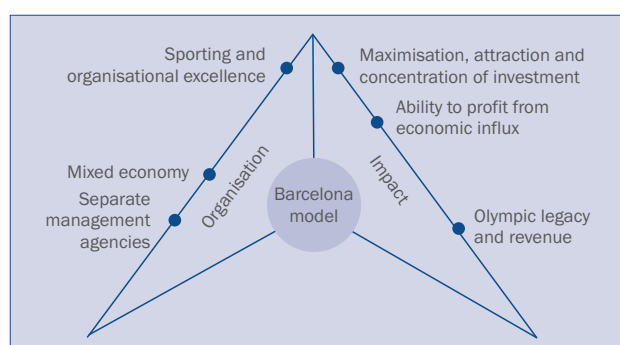 Sporting and
organisational excellence
Maximisation, attraction and
concentration of investment
Ability to profit from
economic influx
Mixed economy
Organisation
Impact
Separate
management
agencies
Barcelona
model
Olympic legacy
and revenue